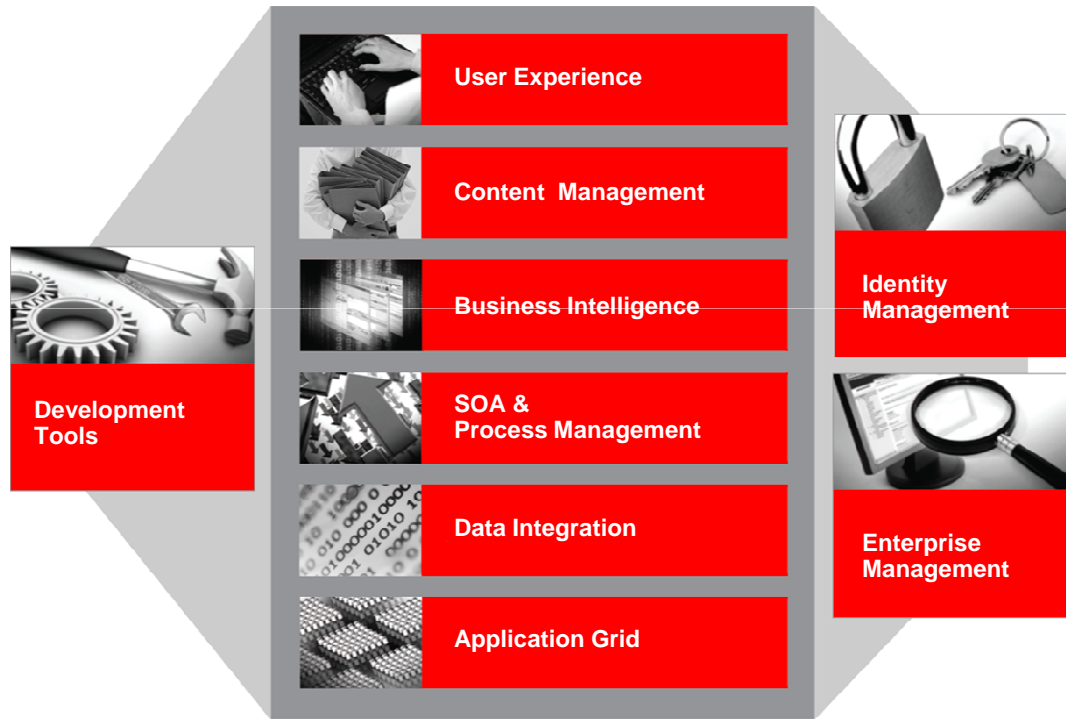 User Experience
Content  Management
Business Intelligence
SOA &
Process Management
Data Integration
Application Grid
Development
Tools
Identity
Management
Enterprise
Management